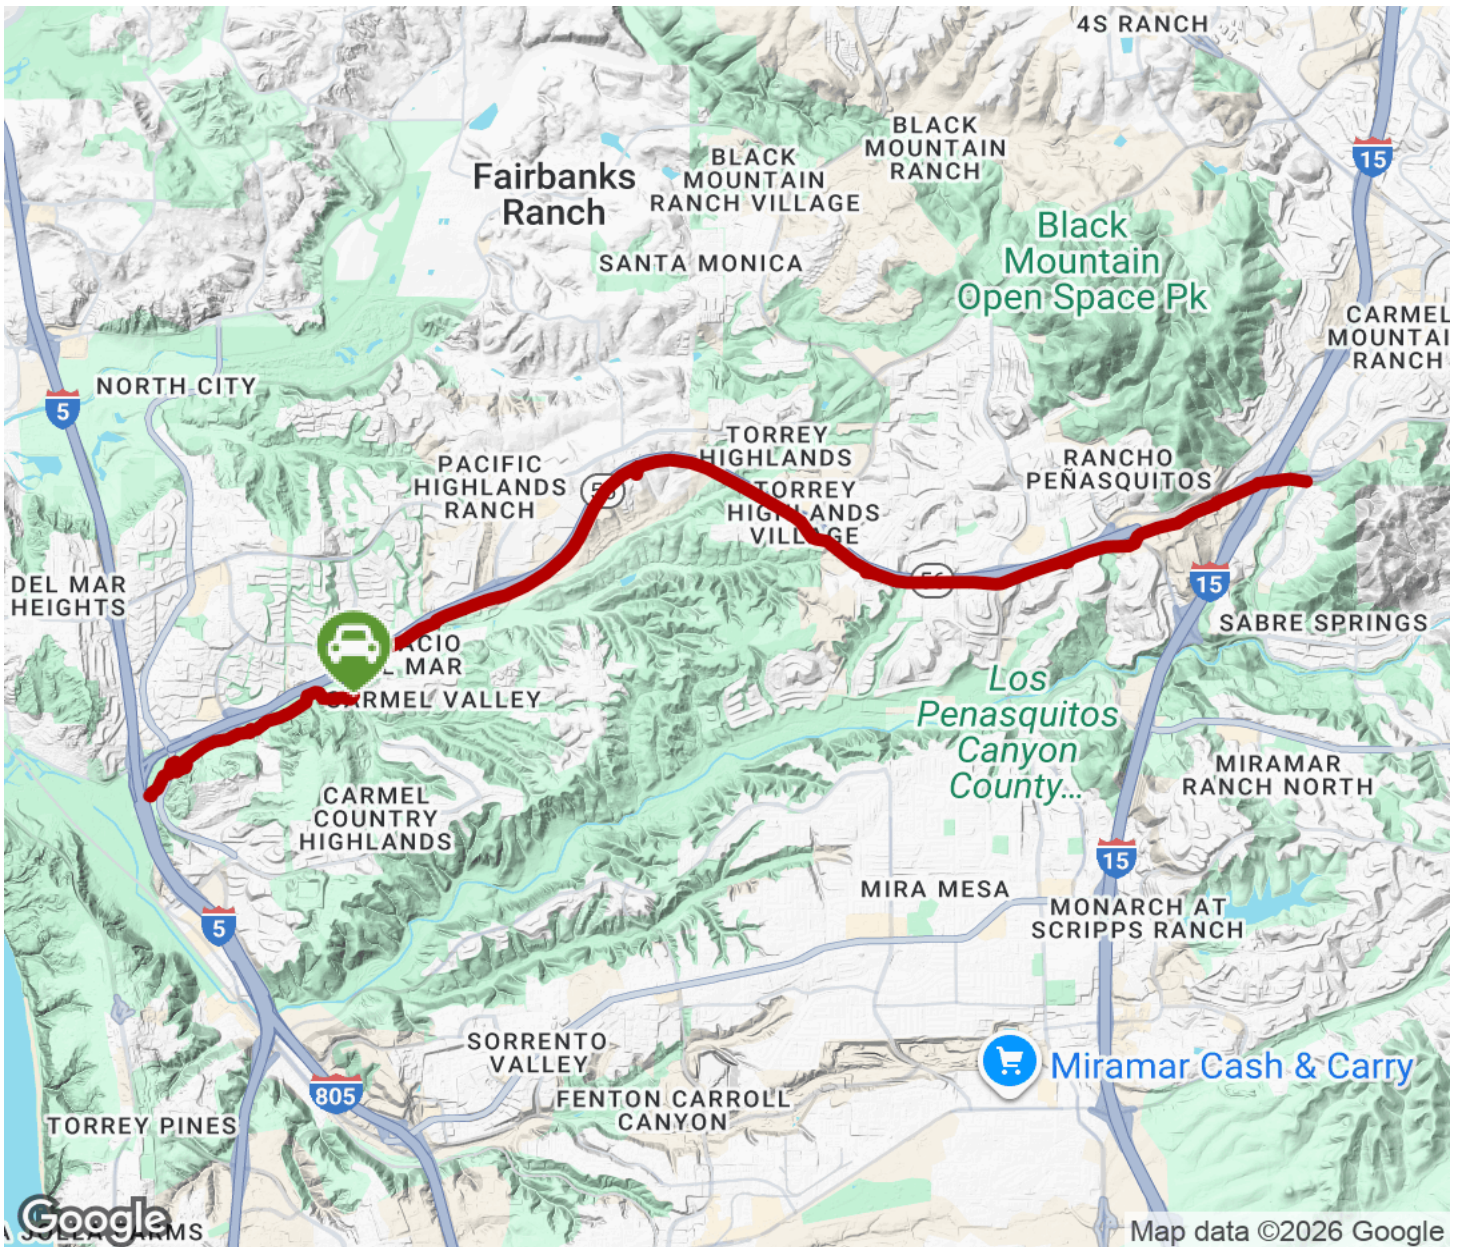 4S RANCH
BLACK
MOUNTAIN
RANCH
15
BLACK
MOUNTAIN
RANCH VILLAGE
Fairbanks
Ranch
Black
Mountain
Open Space Pk
SANTA MONICA
CARMEL
MOUNTAI
RANCH
NORTH CITY
5
TORREY
HIGHLANDS
RANCHO
PEÑASQUITOS
PACIFIC
HIGHLANDS
RANCH
TORREY
HIGHLANDS
VILLAGE
DEL MAR
HEIGHTS
15
SABRE SPRINGS
ACIO
L MAR
CARMEL VALLEY
Los
Penasquitos
Canyon
County...
MIRAMAR
RANCH NORTH
CARMEL
COUNTRY
HIGHLANDS
15
MIRA MESA
MONARCH AT
SCRIPPS RANCH
5
SORRENTO
VALLEY
Miramar Cash & Carry
805
FENTON CARROLL
CANYON
TORREY PINES
Google
Map data ©2026 Google